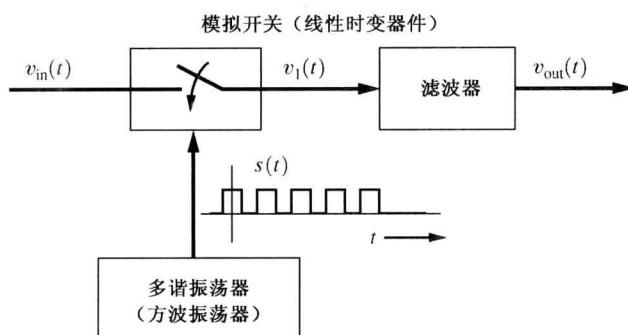 模拟开关（线性时变器件）
v_in(t)
v_1(t)
滤波器
v_out(t)
s(t)
t
多谐振荡器
（方波振荡器）